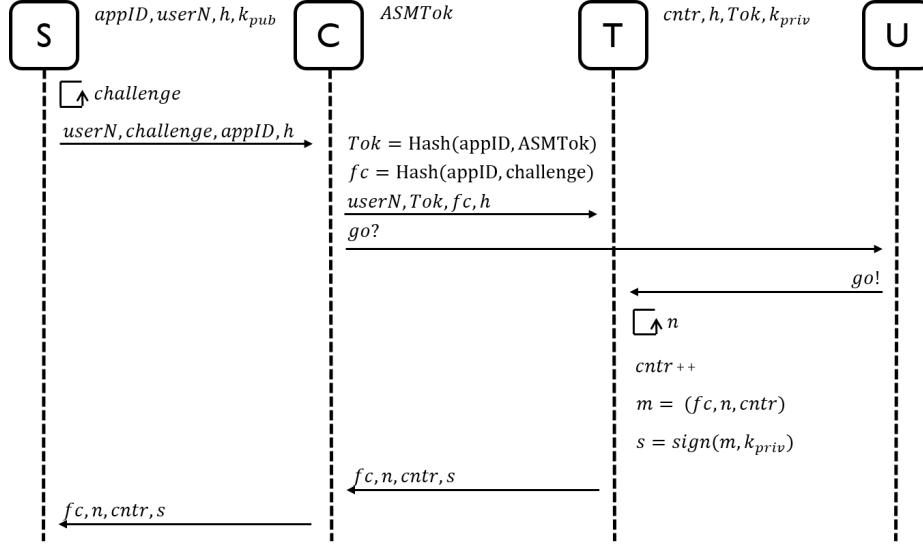 S
appID, userN, h, k_pub
C
ASMTok
T
cntr, h, Tok, k_priv
U
challenge
userN, challenge, appID, h
Tok = Hash(appID, ASMTok)
fc = Hash(appID, challenge)
userN, Tok, fc, h
go?
go!
n
cntr ++
m = (fc, n, cntr)
s = sign(m, k_priv)
fc, n, cntr, s
fc, n, cntr, s